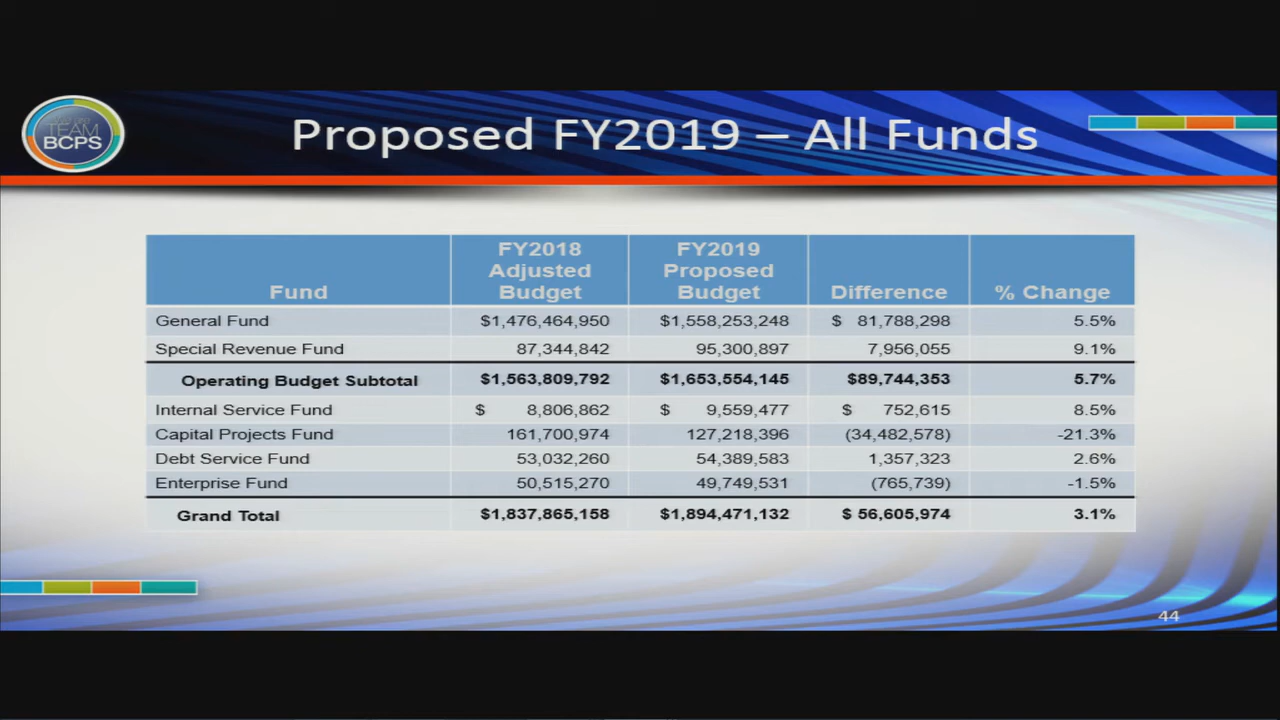 TEAM
BCPS
Proposed FY2019 – All Funds
Fund FY2018 Adjusted Budget FY2019 Proposed Budget Difference % Change
General Fund $1,476,464,950 $1,558,253,248 $ 81,788,298 5.5%
Special Revenue Fund 87,344,842 95,300,897 7,956,055 9.1%
Operating Budget Subtotal $1,563,809,792 $1,653,554,145 $89,744,353 5.7%
Internal Service Fund $ 8,806,862 $ 9,559,477 $ 752,615 8.5%
Capital Projects Fund 161,700,974 127,218,396 (34,482,578) -21.3%
Debt Service Fund 53,032,260 54,389,583 1,357,323 2.6%
Enterprise Fund 50,515,270 49,749,531 (765,739) -1.5%
Grand Total $1,837,865,158 $1,894,471,132 $ 56,605,974 3.1%
44